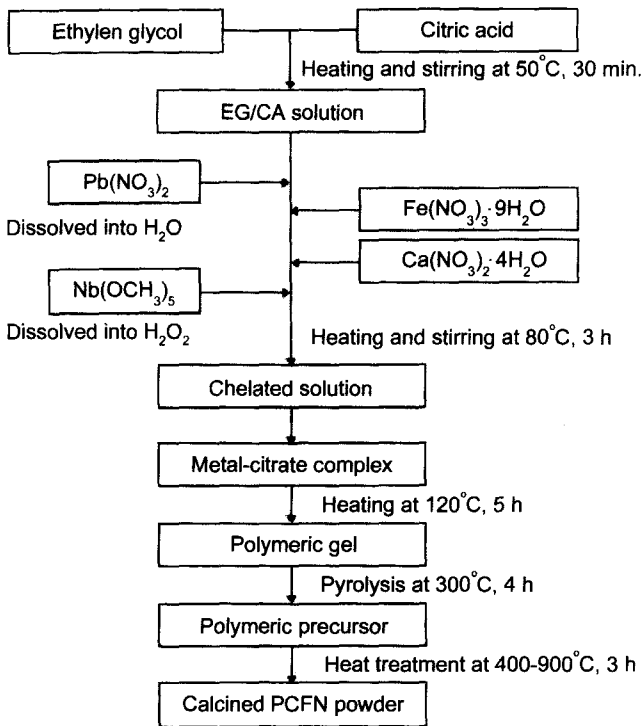 Ethylen glycol
Citric acid
Heating and stirring at 50°C, 30 min.
EG/CA solution
Pb(NO₃)₂
Dissolved into H₂O
Fe(NO₃)₃·9H₂O
Ca(NO₃)₂·4H₂O
Nb(OCH₃)₅
Dissolved into H₂O₂
Heating and stirring at 80°C, 3 h
Chelated solution
Metal-citrate complex
Heating at 120°C, 5 h
Polymeric gel
Pyrolysis at 300°C, 4 h
Polymeric precursor
Heat treatment at 400-900°C, 3 h
Calcined PCFN powder